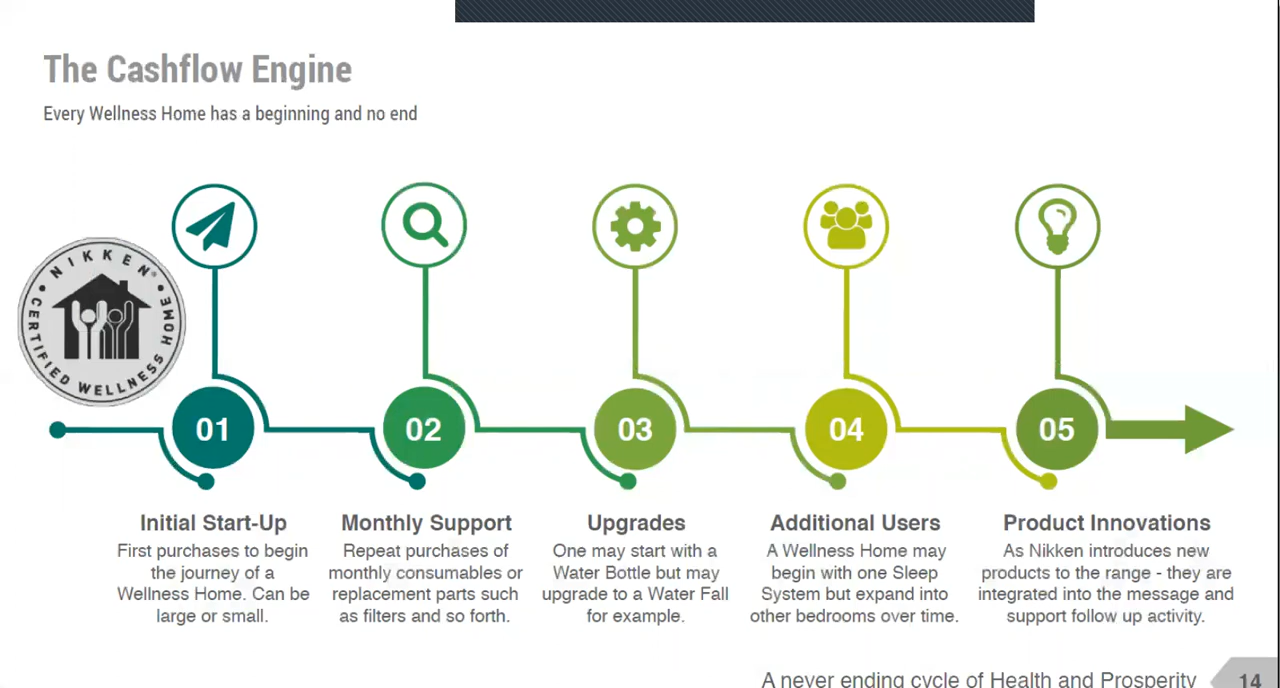 The Cashflow Engine
Every Wellness Home has a beginning and no end
NIKKEN®
CERTIFIED WELLNESS HOME
01
02
03
04
05
Initial Start-Up
First purchases to begin
the journey of a
Wellness Home. Can be
large or small.
Monthly Support
Repeat purchases of
monthly consumables or
replacement parts such
as filters and so forth.
Upgrades
One may start with a
Water Bottle but may
upgrade to a Water Fall
for example.
Additional Users
A Wellness Home may
begin with one Sleep
System but expand into
other bedrooms over time.
Product Innovations
As Nikken introduces new
products to the range - they are
integrated into the message and
support follow up activity.
A never ending cycle of Health and Prosperity
14